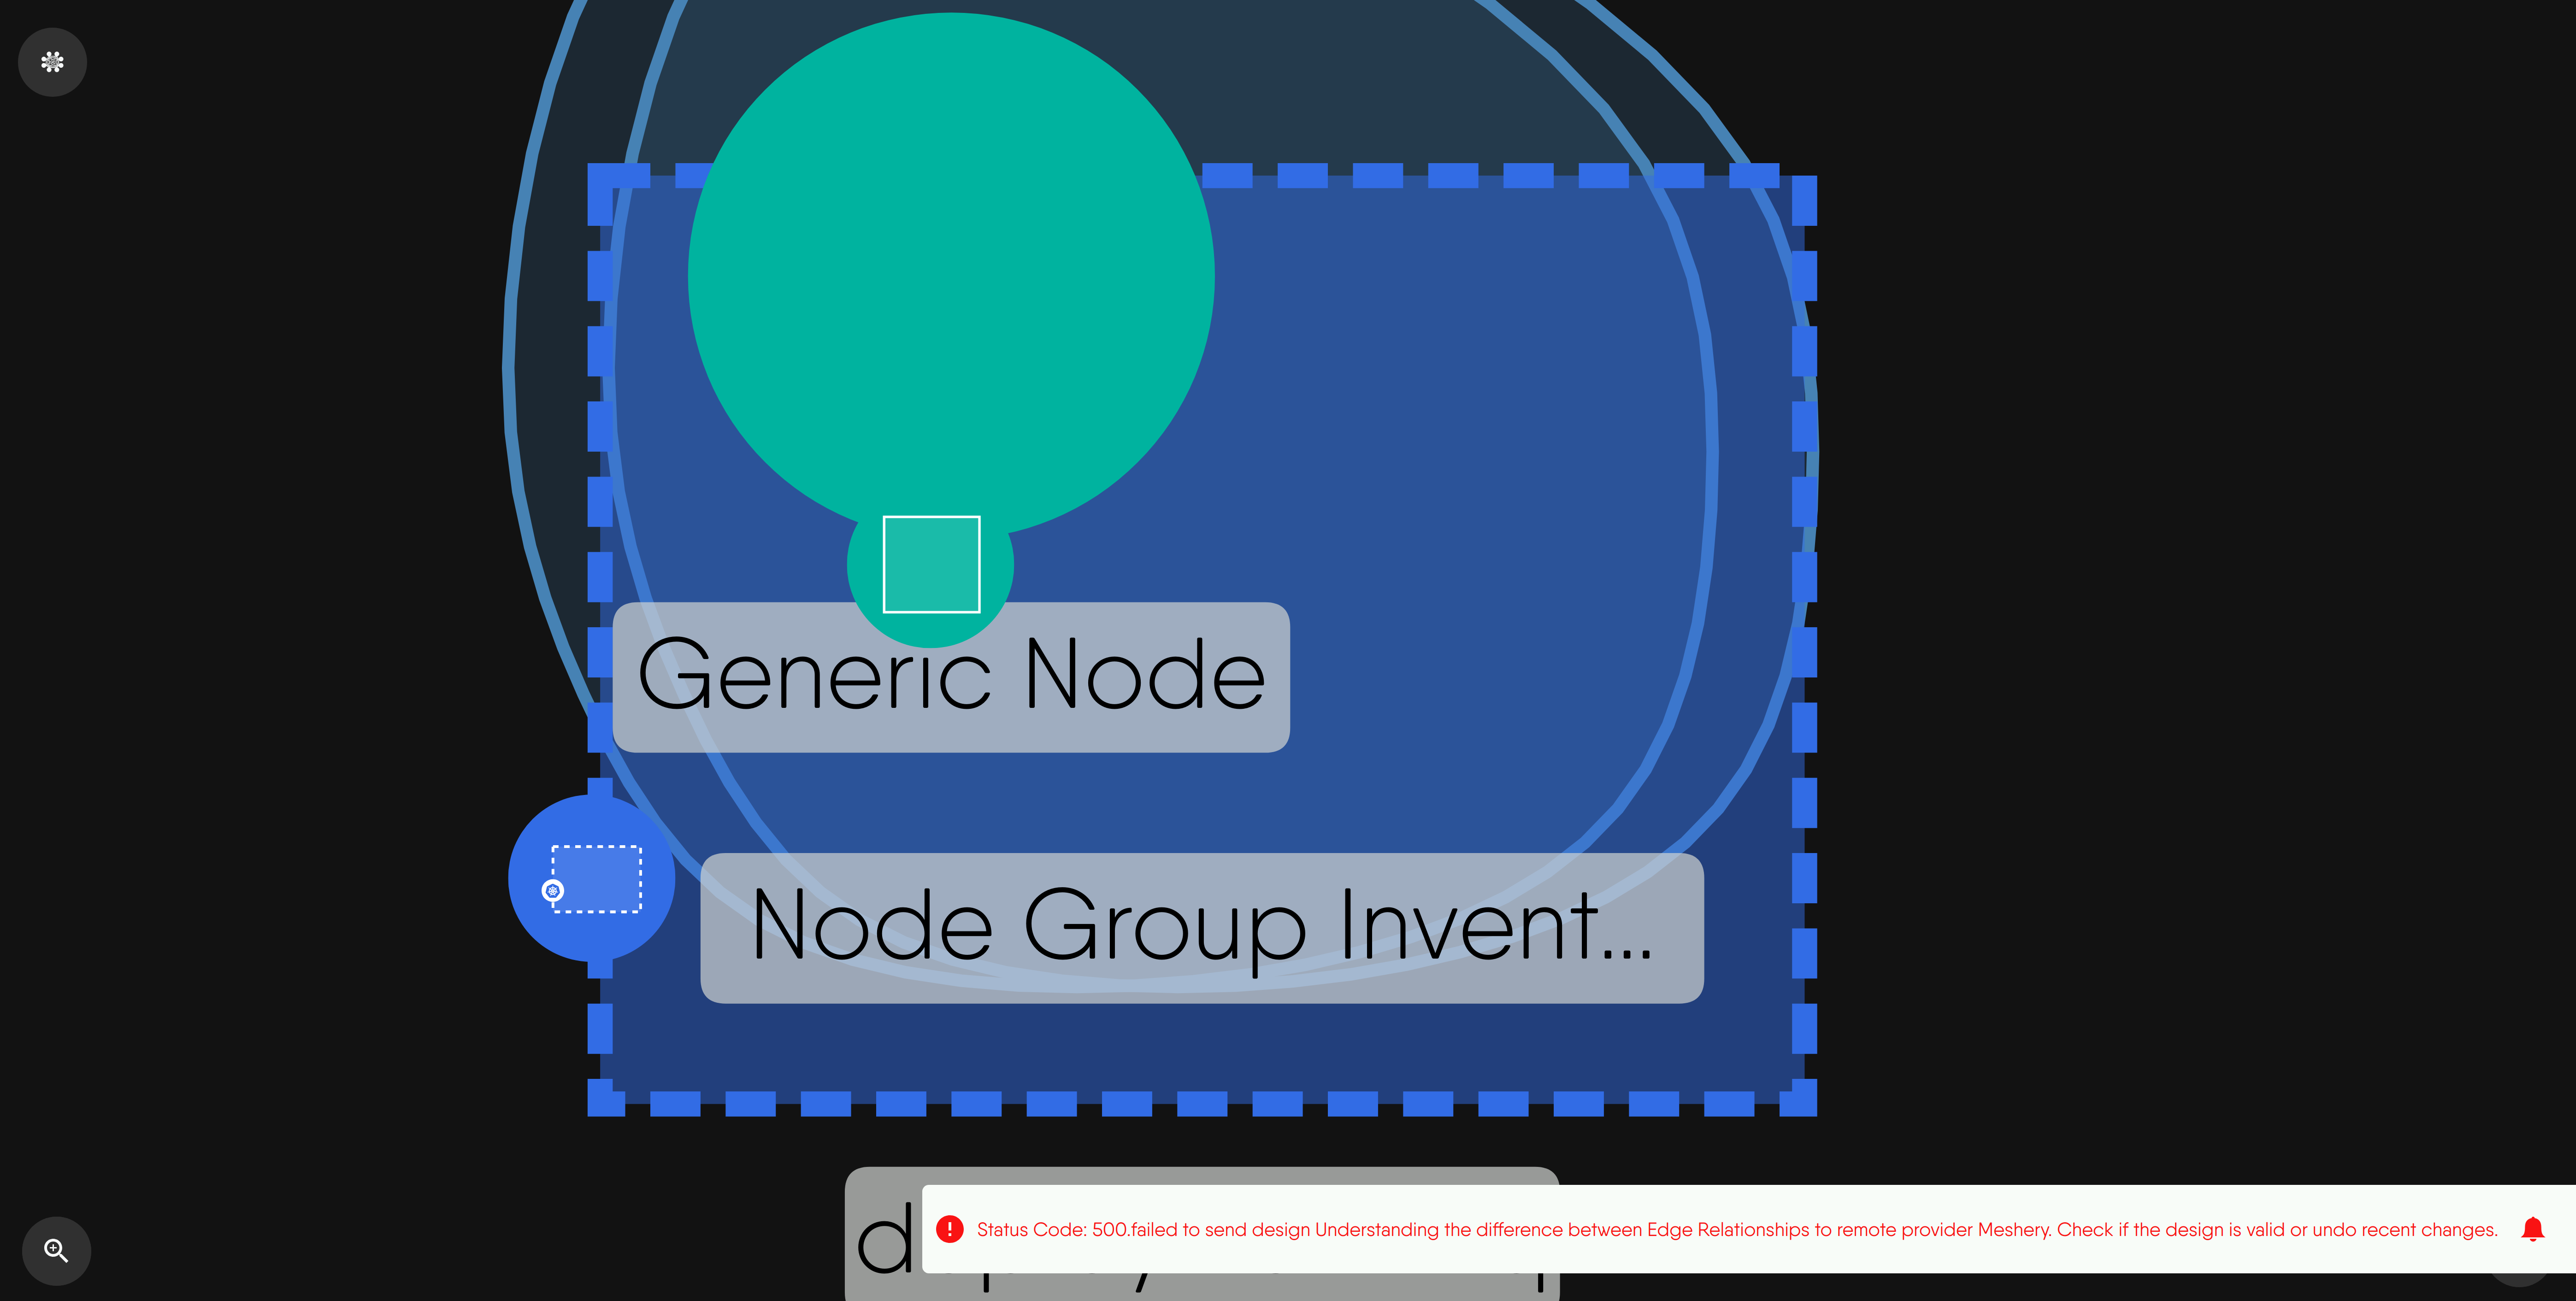 Generic Node
Node Group Invent...
d
Status Code: 500.failed to send design Understanding the difference between Edge Relationships to remote provider Meshery. Check if the design is valid or undo recent changes.